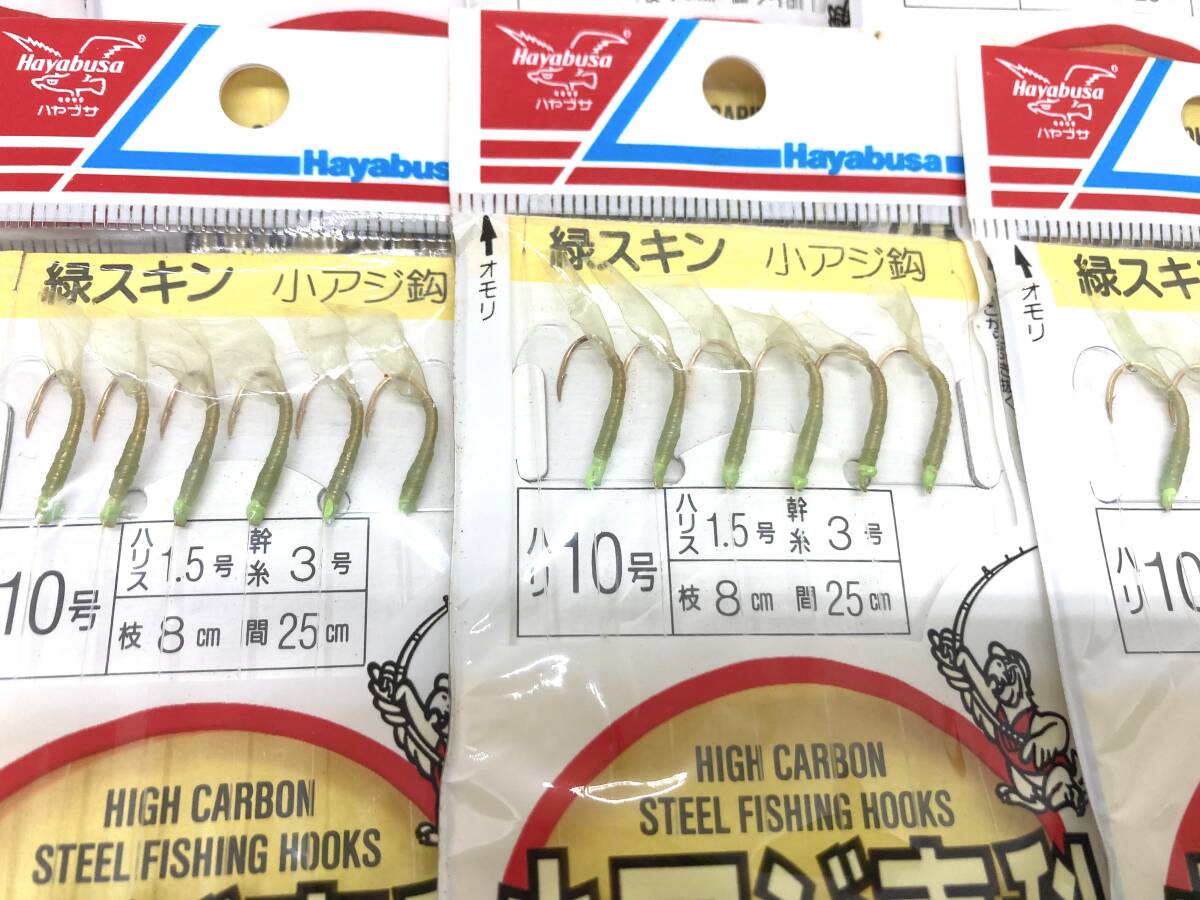 Hayabusa
ハヤブサ
Hayabusa
緑スキン 小アジ鈎
10号
ハリス 1.5号 幹糸 3号
枝 8cm 間 25cm
HIGH CARBON
STEEL FISHING HOOKS
Hayabusa
ハヤブサ
Hayabusa
オモリ
緑スキン 小アジ鈎
ハリ 10号
ハリス 1.5号 幹糸 3号
枝 8cm 間 25cm
HIGH CARBON
STEEL FISHING HOOKS
Hayabusa
ハヤブサ
オモリ
緑スキ
ハリ 10